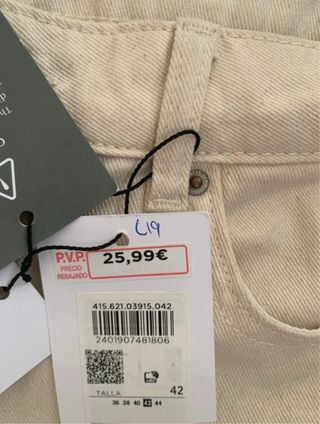 L19
P.V.P.
PRECIO
REBAJADO
25,99€
415.621.03915.042
2401907481806
TALLA
42
36 38 40 42 44